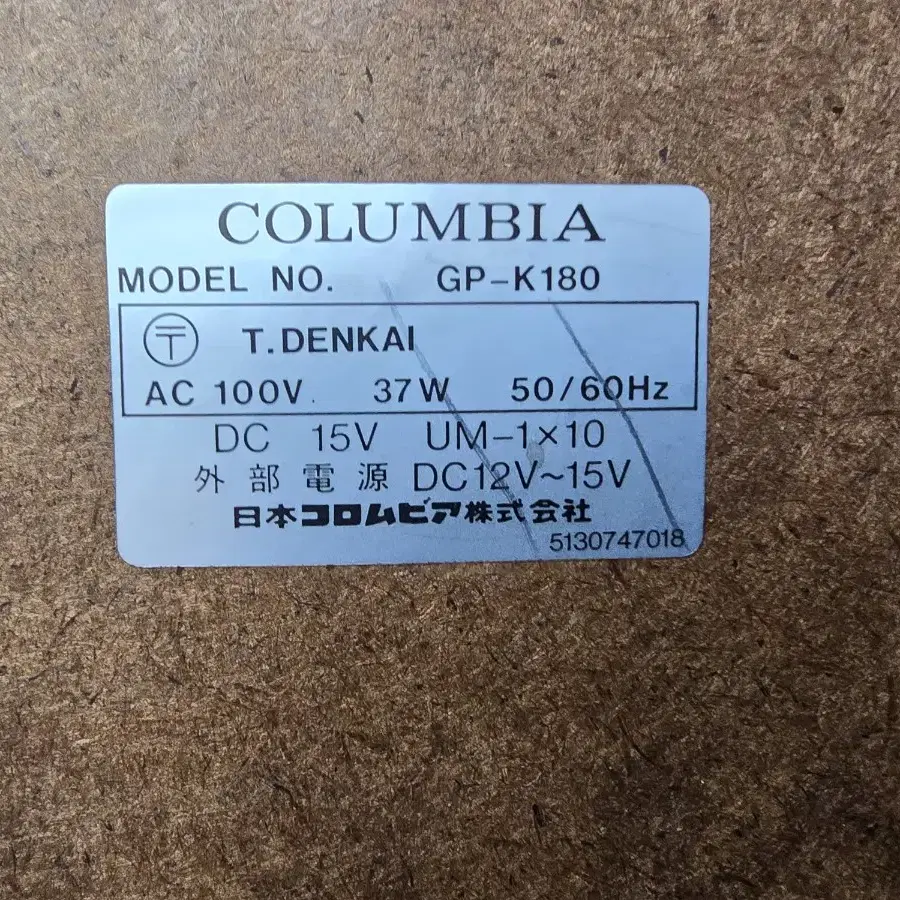 COLUMBIA
MODEL NO. GP-K180
〒 T.DENKAI
AC 100V. 37W 50/60Hz
DC 15V UM-1×10
外部電源 DC12V~15V
日本コロムビア株式会社
5130747018